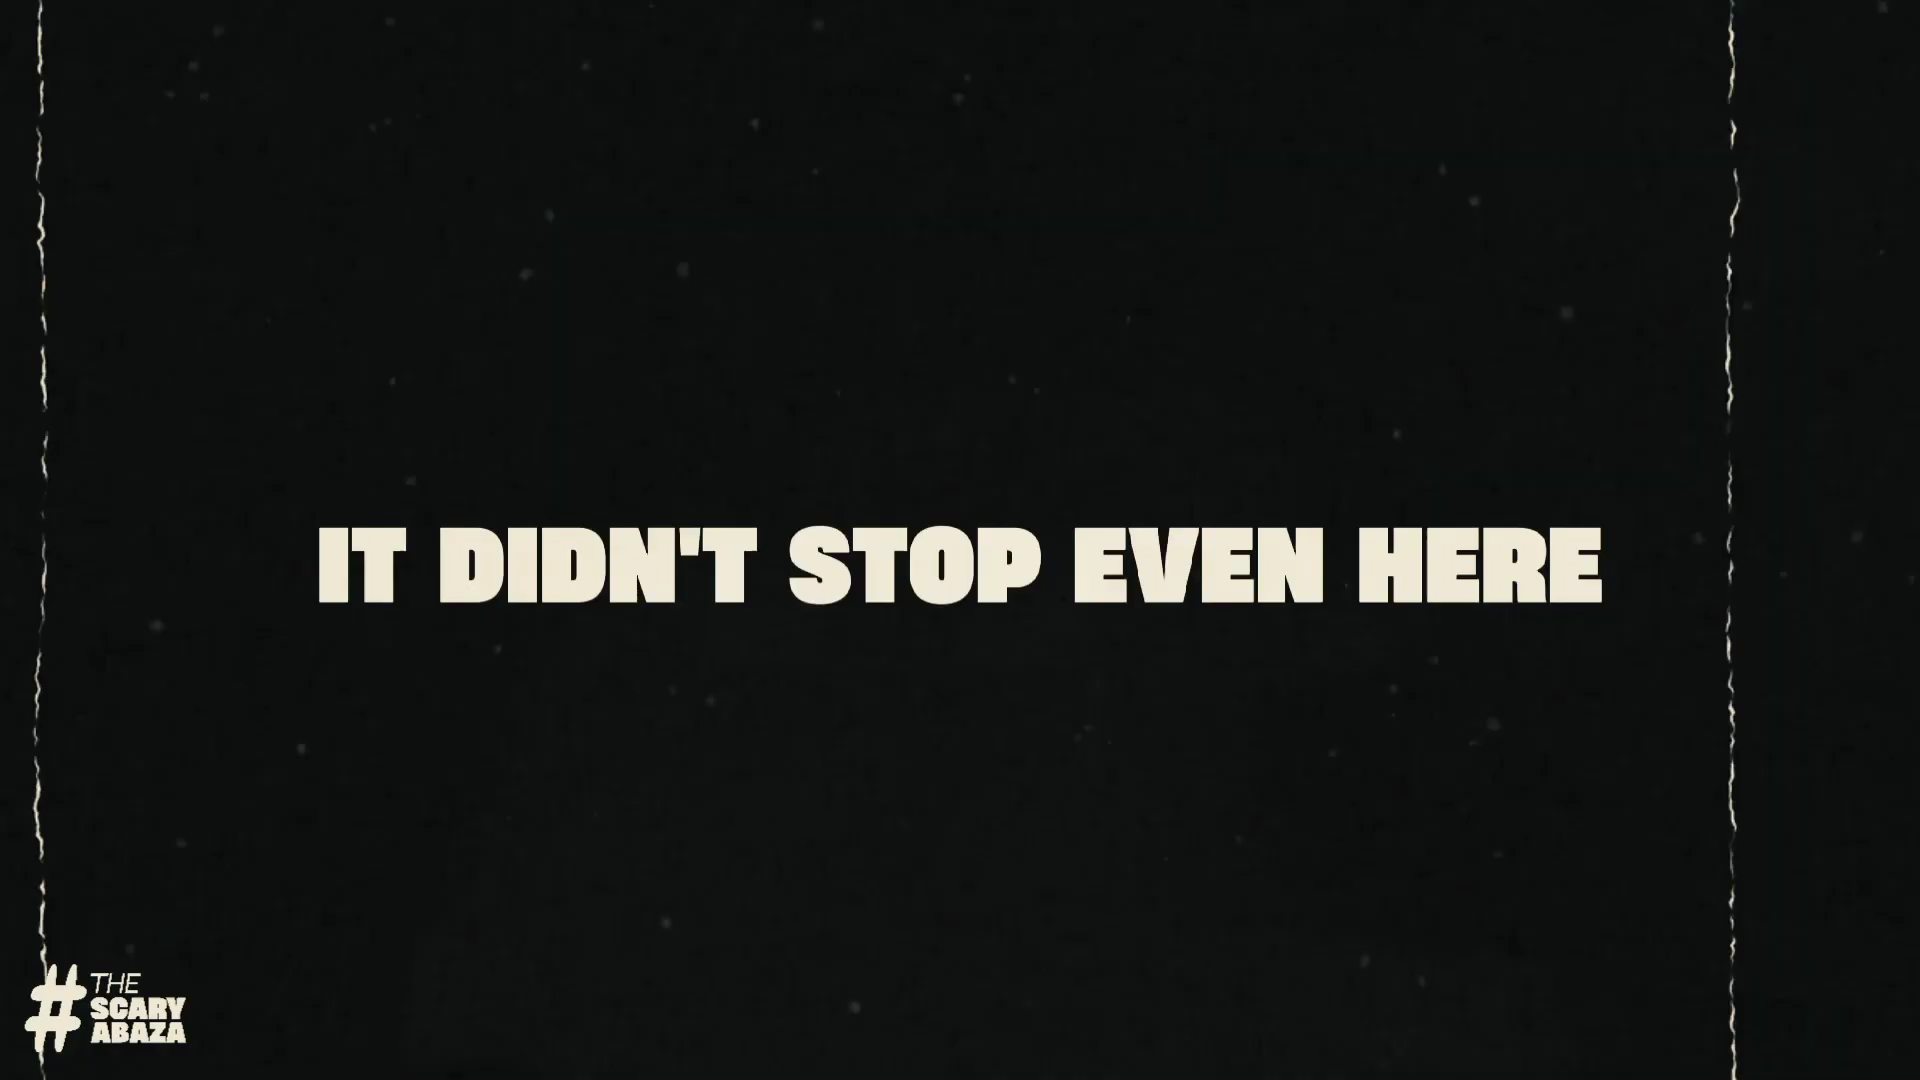 IT DIDN'T STOP EVEN HERE
#THE
SCARY
ABAZA